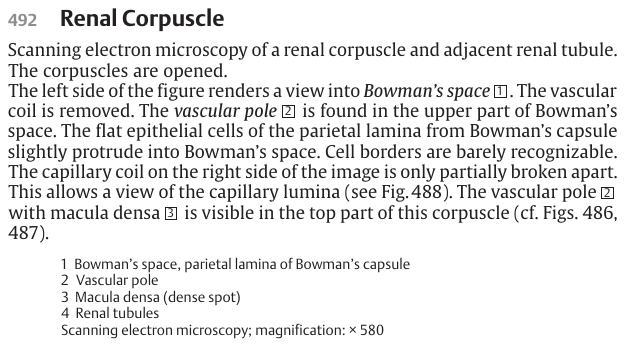 492 Renal Corpuscle
Scanning electron microscopy of a renal corpuscle and adjacent renal tubule.
The corpuscles are opened.
The left side of the figure renders a view into Bowman's space 1. The vascular
coil is removed. The vascular pole 2 is found in the upper part of Bowman's
space. The flat epithelial cells of the parietal lamina from Bowman's capsule
slightly protrude into Bowman's space. Cell borders are barely recognizable.
The capillary coil on the right side of the image is only partially broken apart.
This allows a view of the capillary lumina (see Fig. 488). The vascular pole 2
with macula densa 3 is visible in the top part of this corpuscle (cf. Figs. 486,
487).
1 Bowman's space, parietal lamina of Bowman's capsule
2 Vascular pole
3 Macula densa (dense spot)
4 Renal tubules
Scanning electron microscopy; magnification: × 580